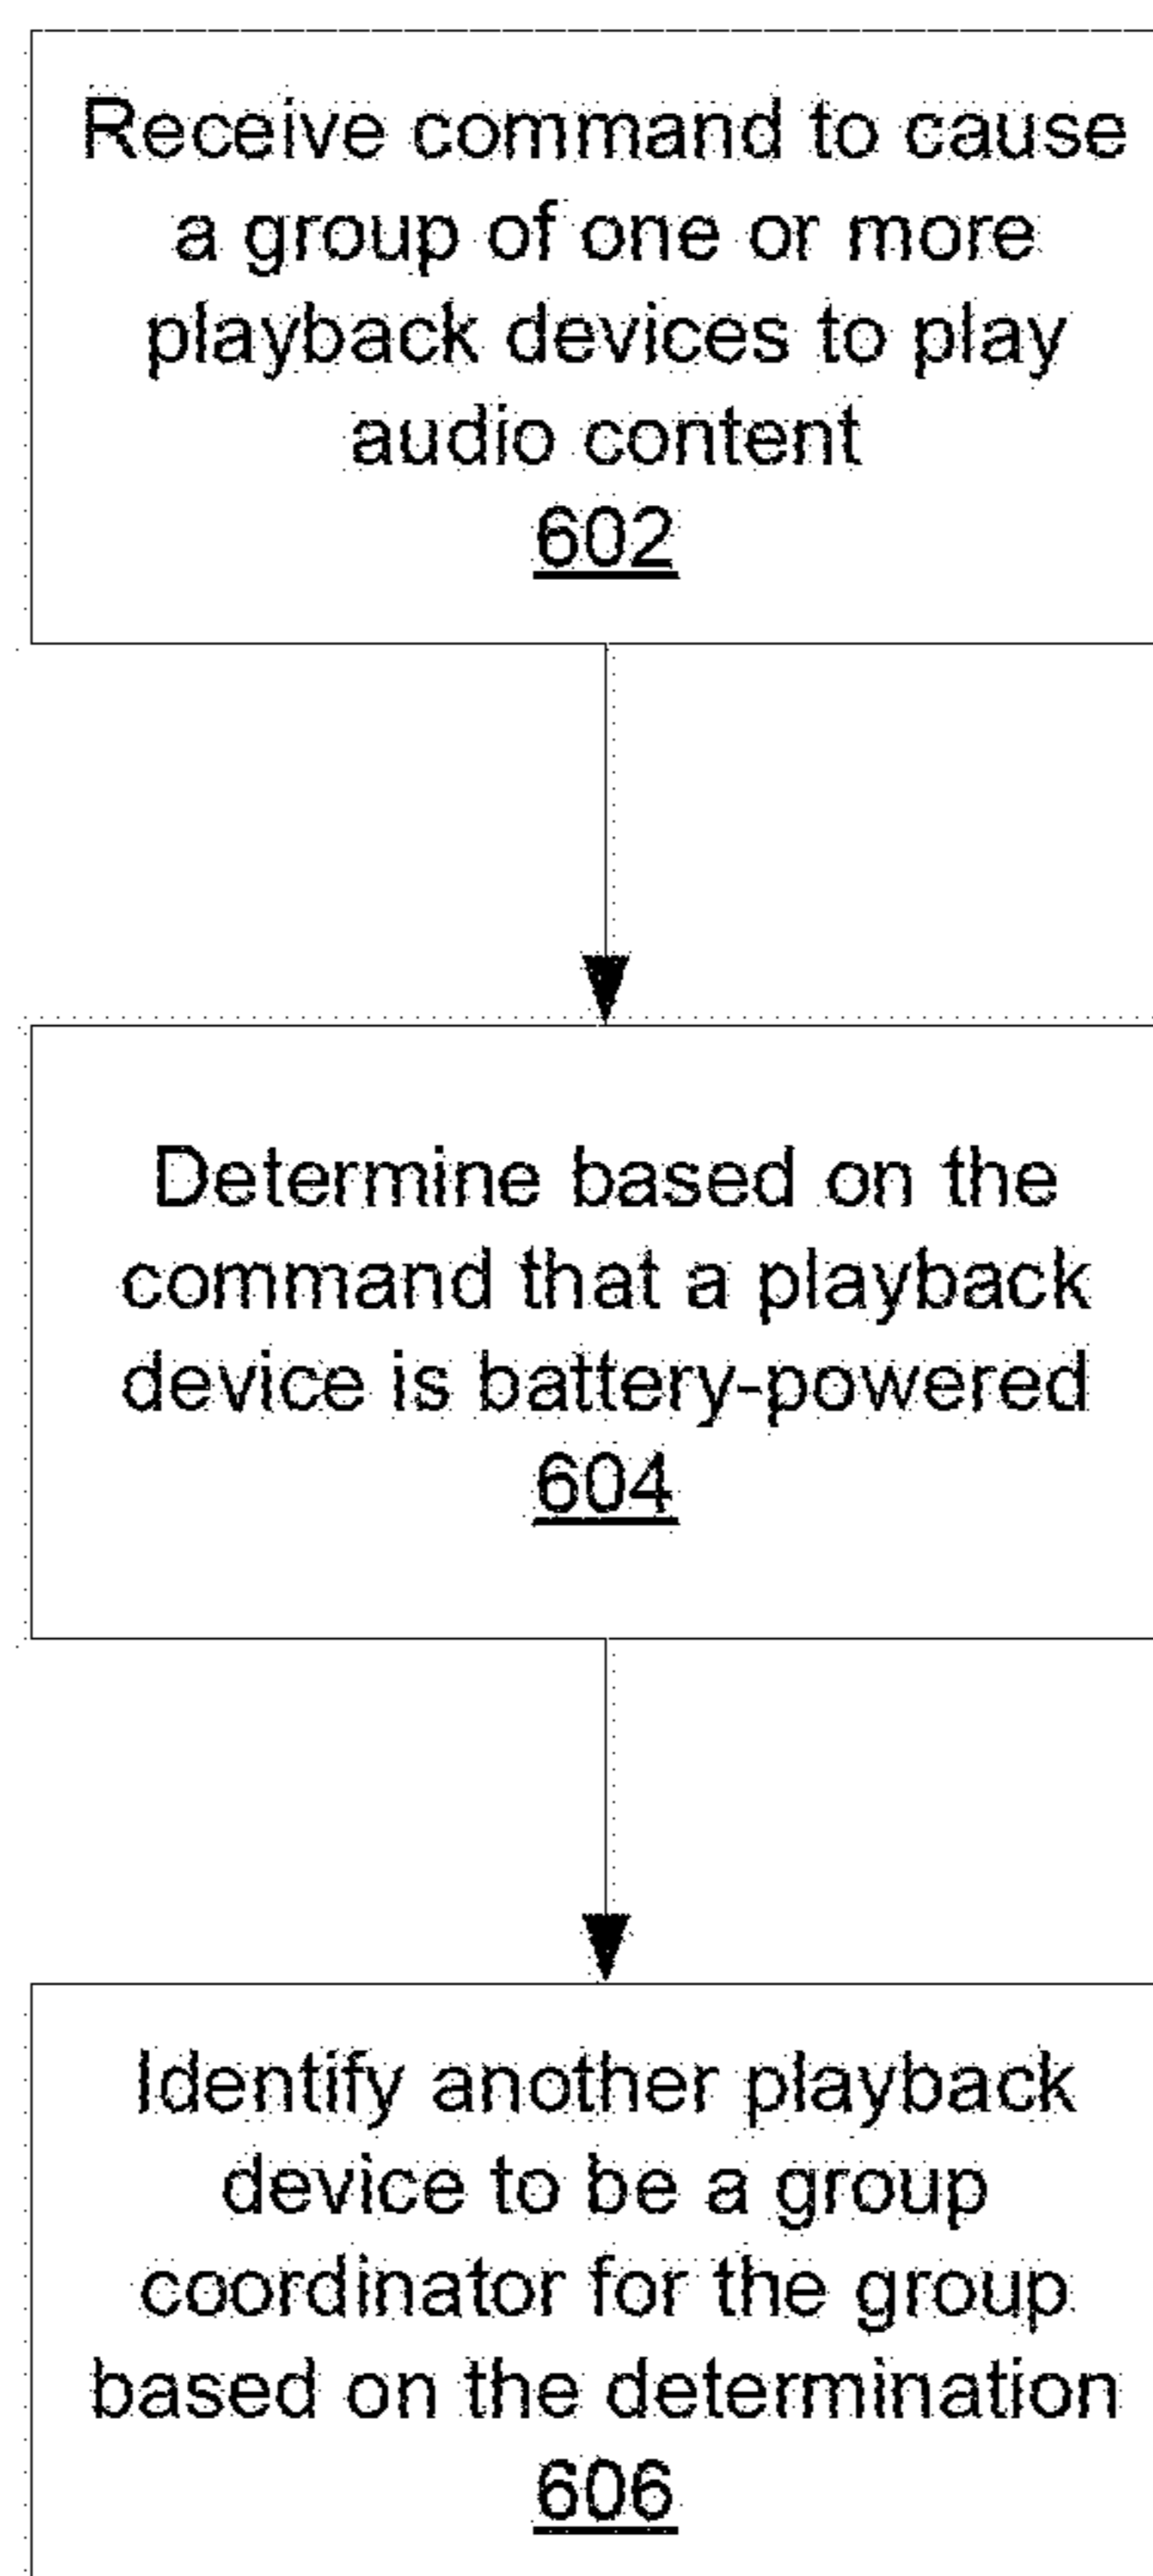 Receive command to cause
a group of one or more
playback devices to play
audio content
602
Determine based on the
command that a playback
device is battery-powered
604
Identify another playback
device to be a group
coordinator for the group
based on the determination
606